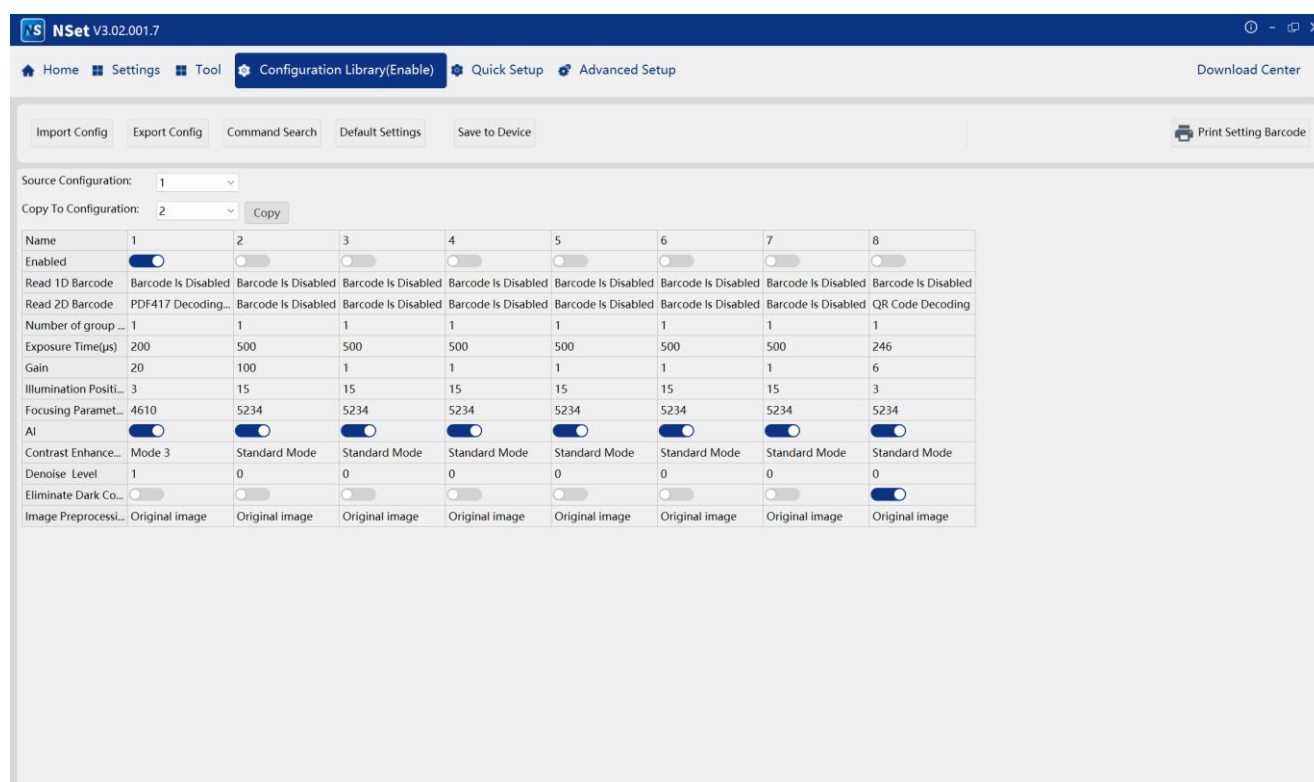 NS NSet V3.02.001.7
Home Settings Tool Configuration Library(Enable) Quick Setup Advanced Setup Download Center
Import Config Export Config Command Search Default Settings Save to Device Print Setting Barcode
Source Configuration: 1
Copy To Configuration: 2 Copy
Name 1 2 3 4 5 6 7 8
Enabled
Read 1D Barcode Barcode Is Disabled Barcode Is Disabled Barcode Is Disabled Barcode Is Disabled Barcode Is Disabled Barcode Is Disabled Barcode Is Disabled Barcode Is Disabled
Read 2D Barcode PDF417 Decoding... Barcode Is Disabled Barcode Is Disabled Barcode Is Disabled Barcode Is Disabled Barcode Is Disabled Barcode Is Disabled QR Code Decoding
Number of group ... 1 1 1 1 1 1 1 1
Exposure Time(μs) 200 500 500 500 500 500 500 246
Gain 20 100 1 1 1 1 1 6
Illumination Positi... 3 15 15 15 15 15 15 3
Focusing Paramet... 4610 5234 5234 5234 5234 5234 5234 5234
AI
Contrast Enhance... Mode 3 Standard Mode Standard Mode Standard Mode Standard Mode Standard Mode Standard Mode Standard Mode
Denoise Level 1 0 0 0 0 0 0 0
Eliminate Dark Co...
Image Preprocessi... Original image Original image Original image Original image Original image Original image Original image Original image